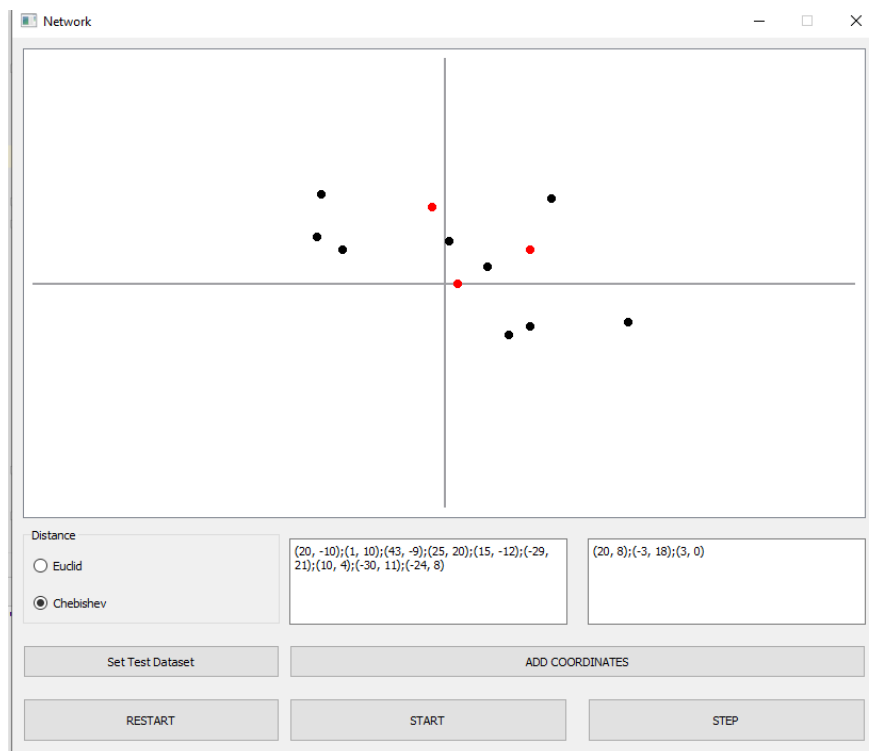 Network
Distance
Euclid
Chebishev
(20, -10);(1, 10);(43, -9);(25, 20);(15, -12);(-29,
21);(10, 4);(-30, 11);(-24, 8)
(20, 8);(-3, 18);(3, 0)
Set Test Dataset
ADD COORDINATES
RESTART
START
STEP